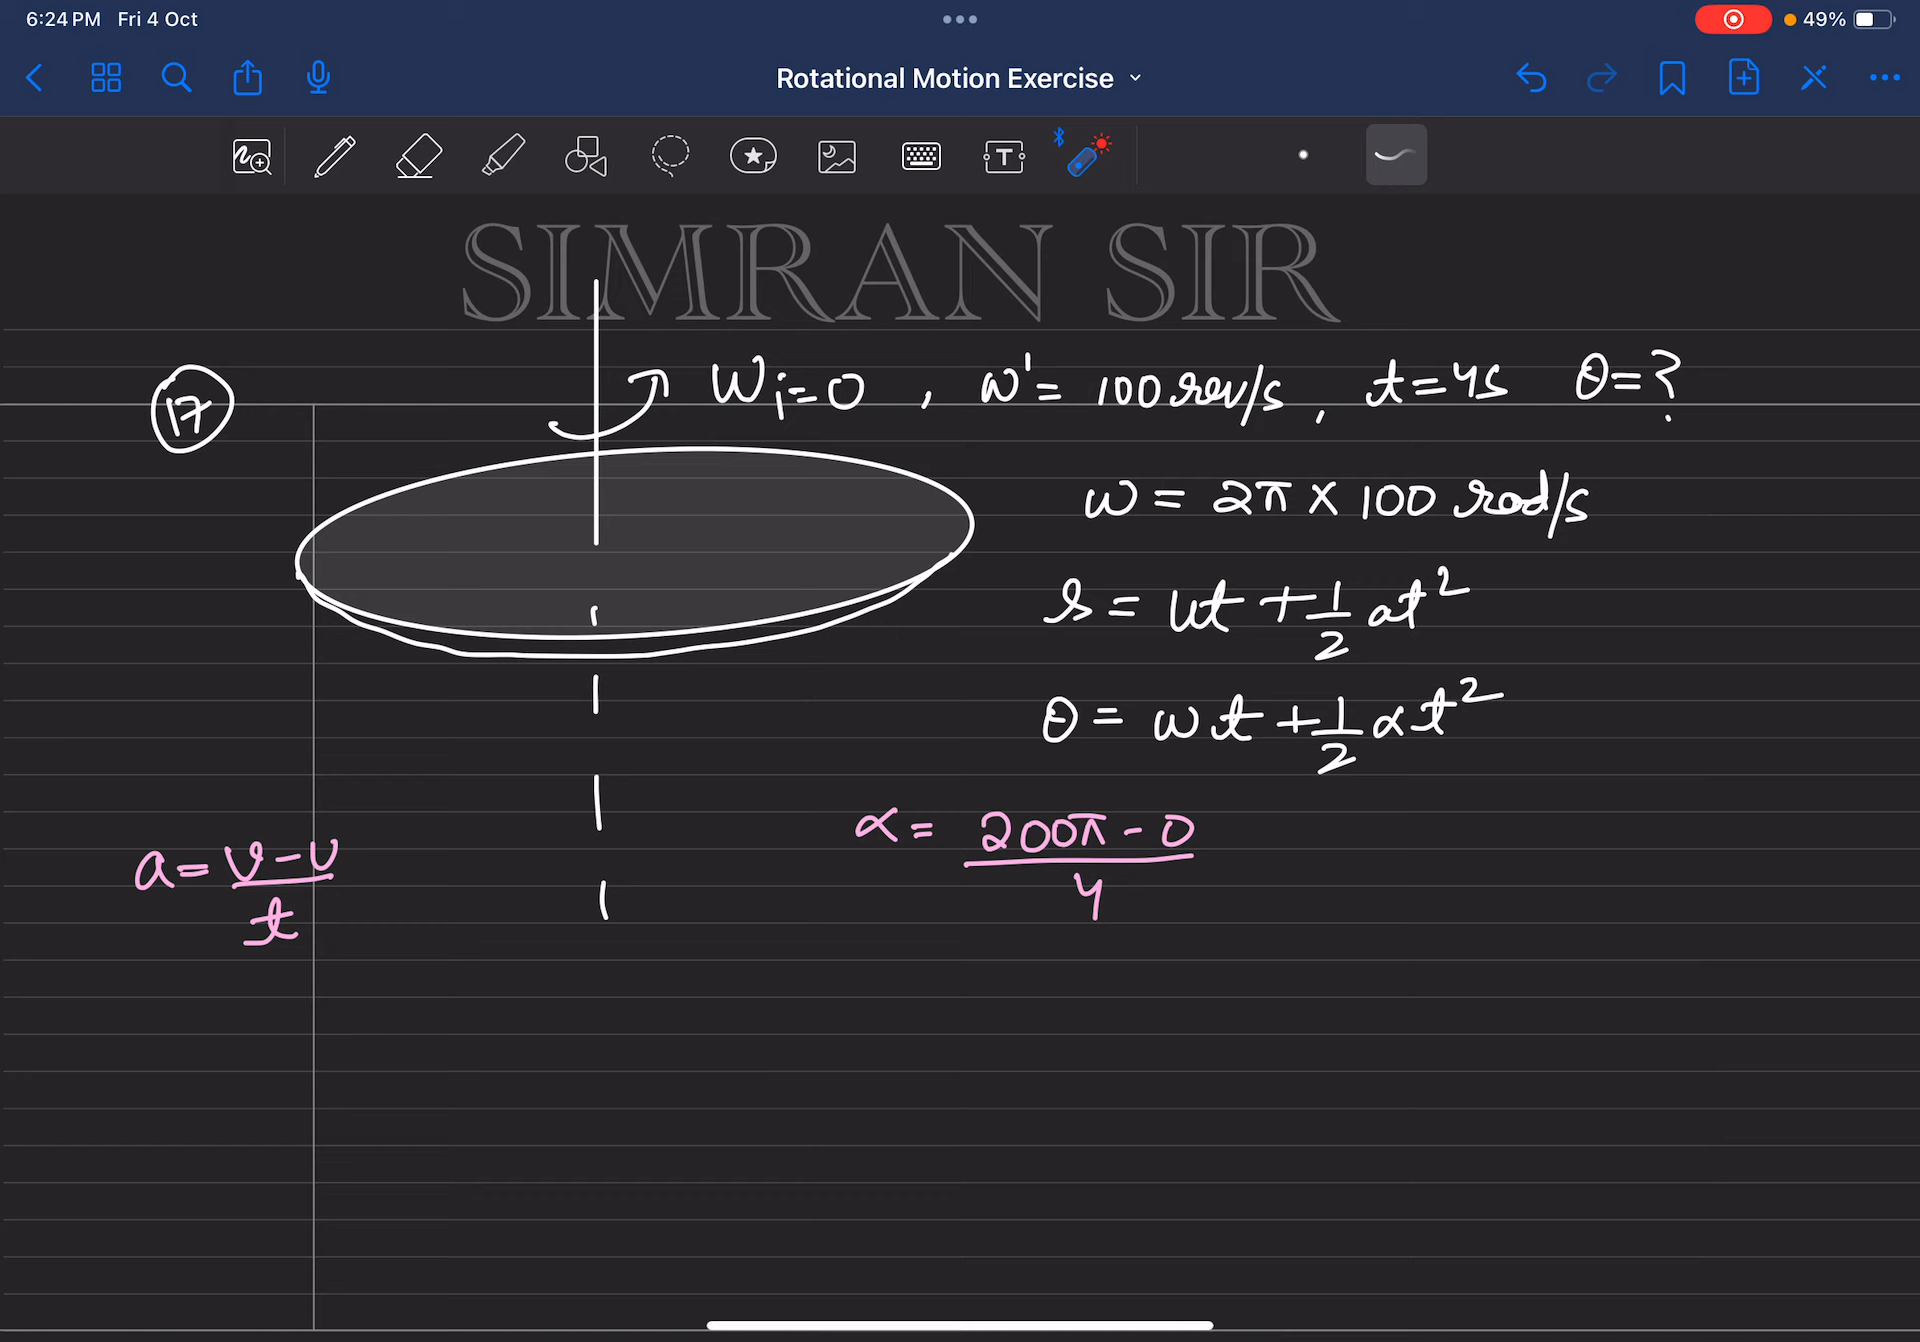 6:24 PM Fri 4 Oct
49%
Rotational Motion Exercise
T
SIMRAN SIR
17
Wi=0 , ω'= 100 rev/s, t=4s θ=?
ω = 2π × 100 rad/s
s = ut + 1/2 at²
θ = ωt + 1/2 αt²
α = 200π - 0 / 4
a = v - u / t